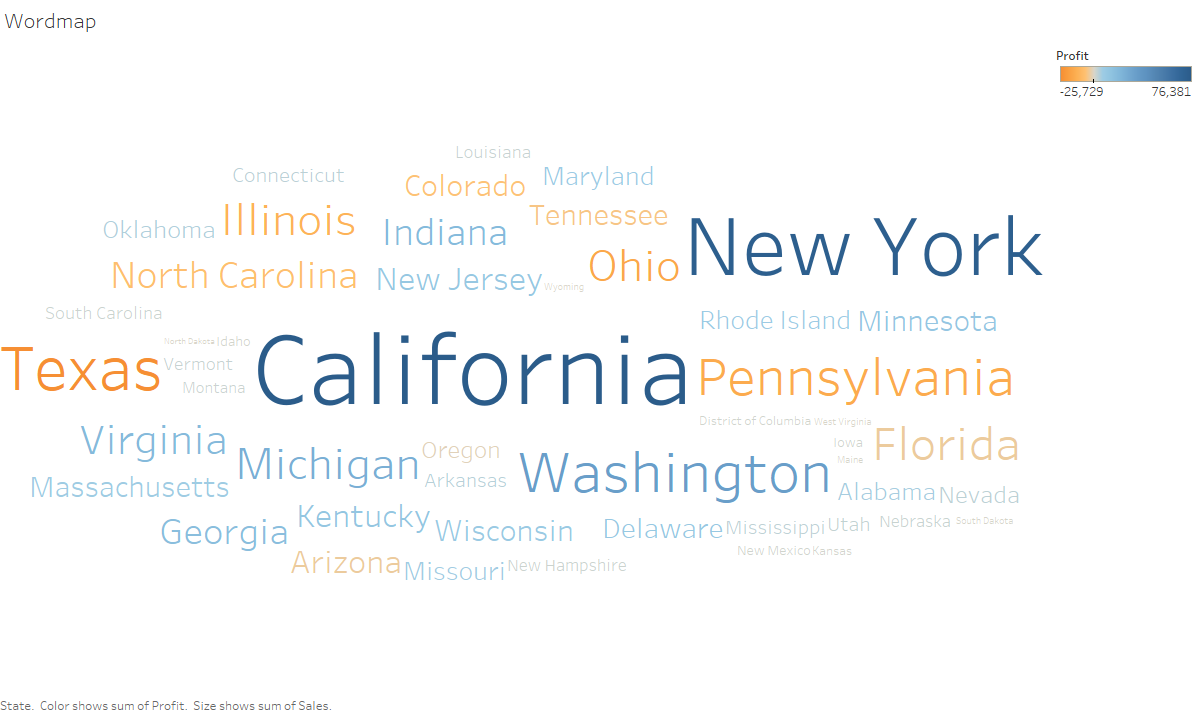 Wordmap
Profit
-25,729 76,381
Louisiana
Connecticut Colorado Maryland
Oklahoma Illinois Indiana Tennessee New York
North Carolina New Jersey Wyoming Ohio
South Carolina Rhode Island Minnesota
North Dakota Idaho
Texas Vermont California Pennsylvania
Montana
District of Columbia West Virginia
Virginia Michigan Oregon Iowa Florida
Maine
Massachusetts Arkansas Washington Alabama Nevada
Georgia Kentucky Wisconsin Delaware Mississippi Utah Nebraska South Dakota
New Mexico Kansas
Arizona Missouri New Hampshire
State. Color shows sum of Profit. Size shows sum of Sales.